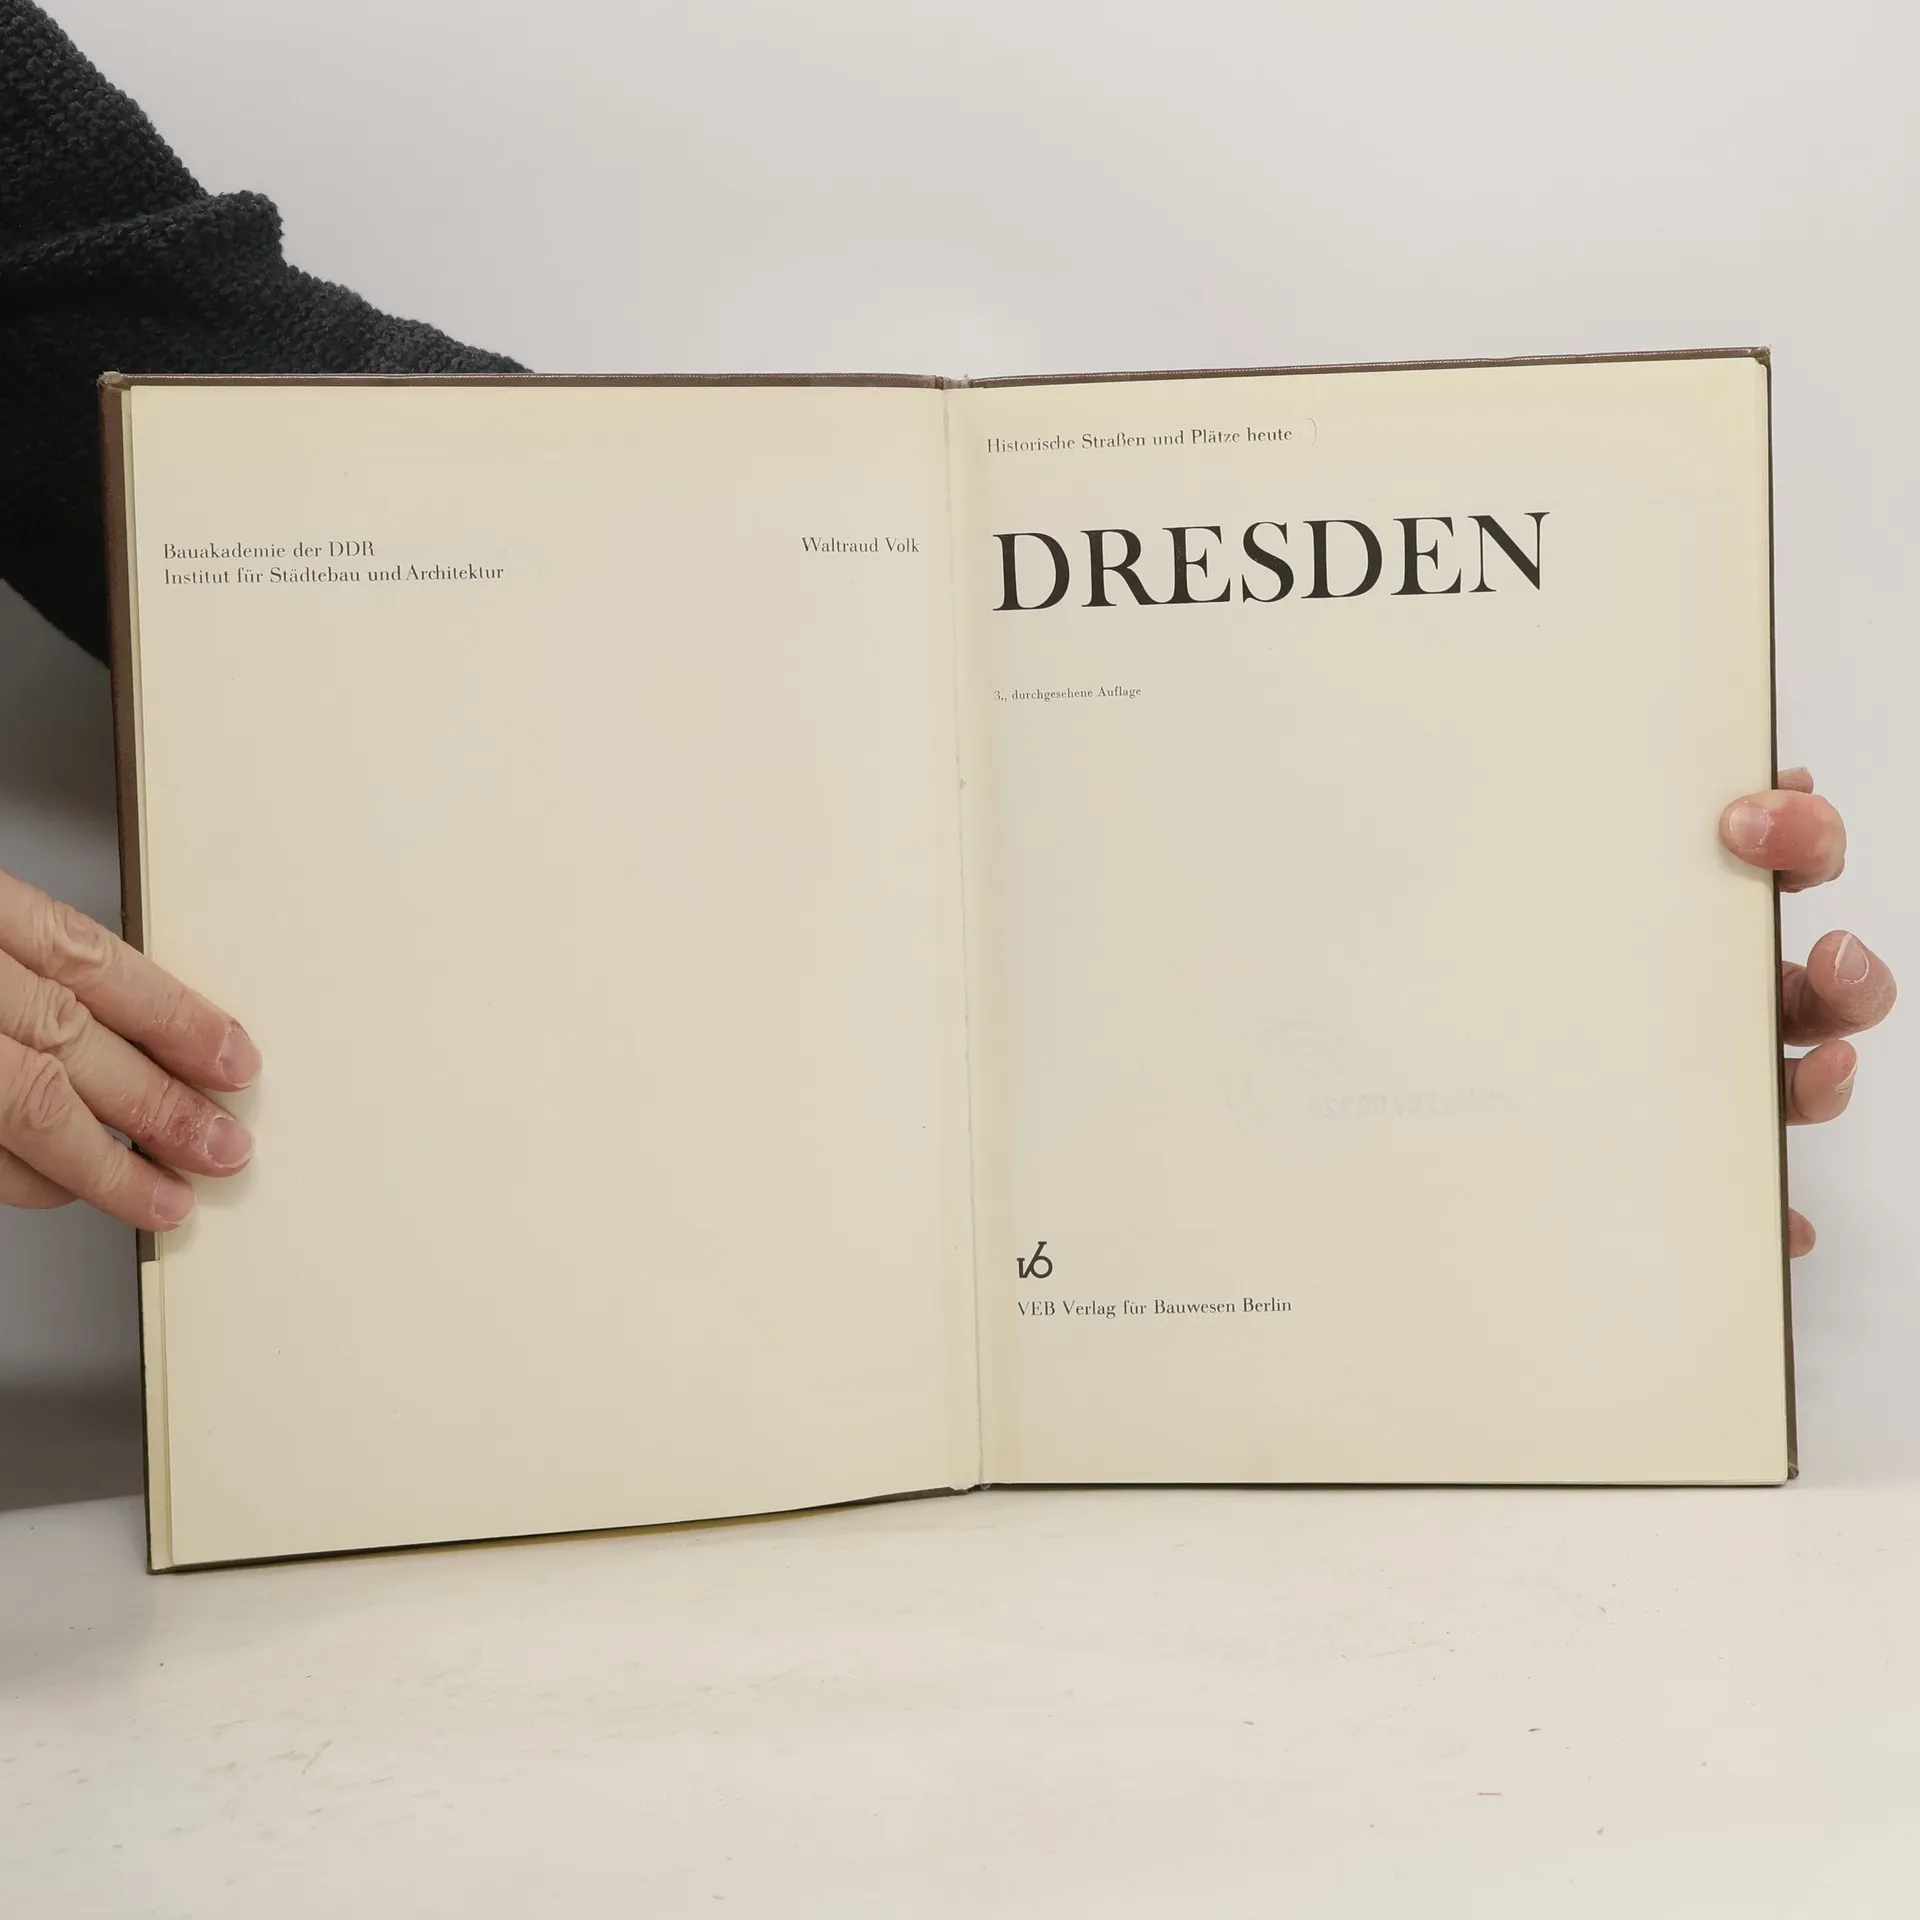 Bauakademie der DDR
Institut für Städtebau und Architektur
Waltraud Volk
Historische Straßen und Plätze heute
DRESDEN
3., durchgesehene Auflage
VEB Verlag für Bauwesen Berlin